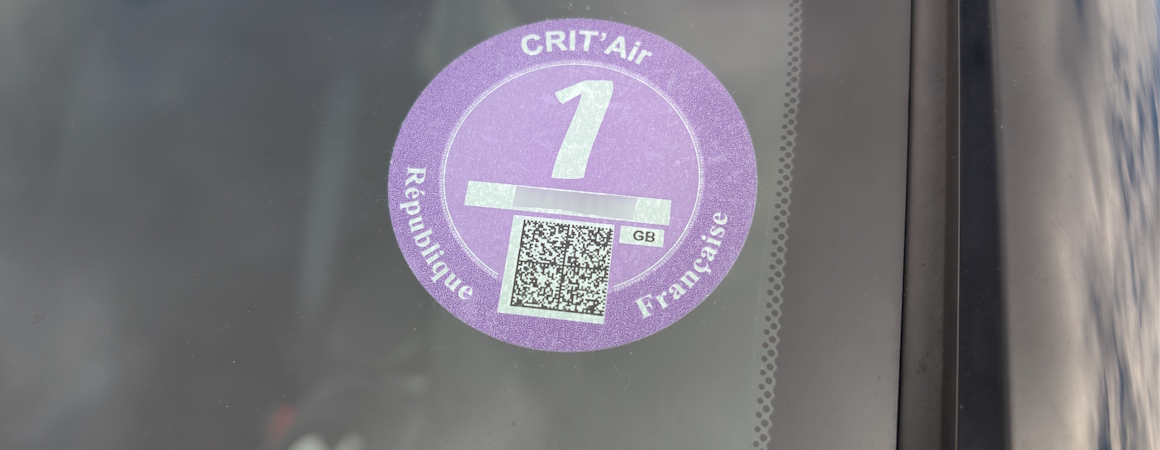 CRIT'Air
1
GB
République Française